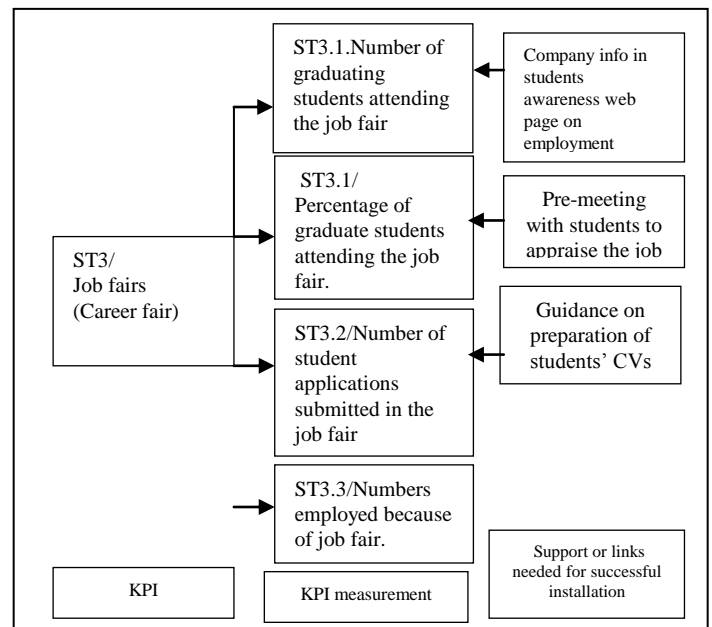 ST3/
Job fairs
(Career fair)
ST3.1.Number of
graduating
students attending
the job fair
ST3.1/
Percentage of
graduate students
attending the job
fair.
ST3.2/Number of
student
applications
submitted in the
job fair
ST3.3/Numbers
employed because
of job fair.
Company info in
students
awareness web
page on
employment
Pre-meeting
with students to
appraise the job
Guidance on
preparation of
students’ CVs
KPI
KPI measurement
Support or links
needed for successful
installation